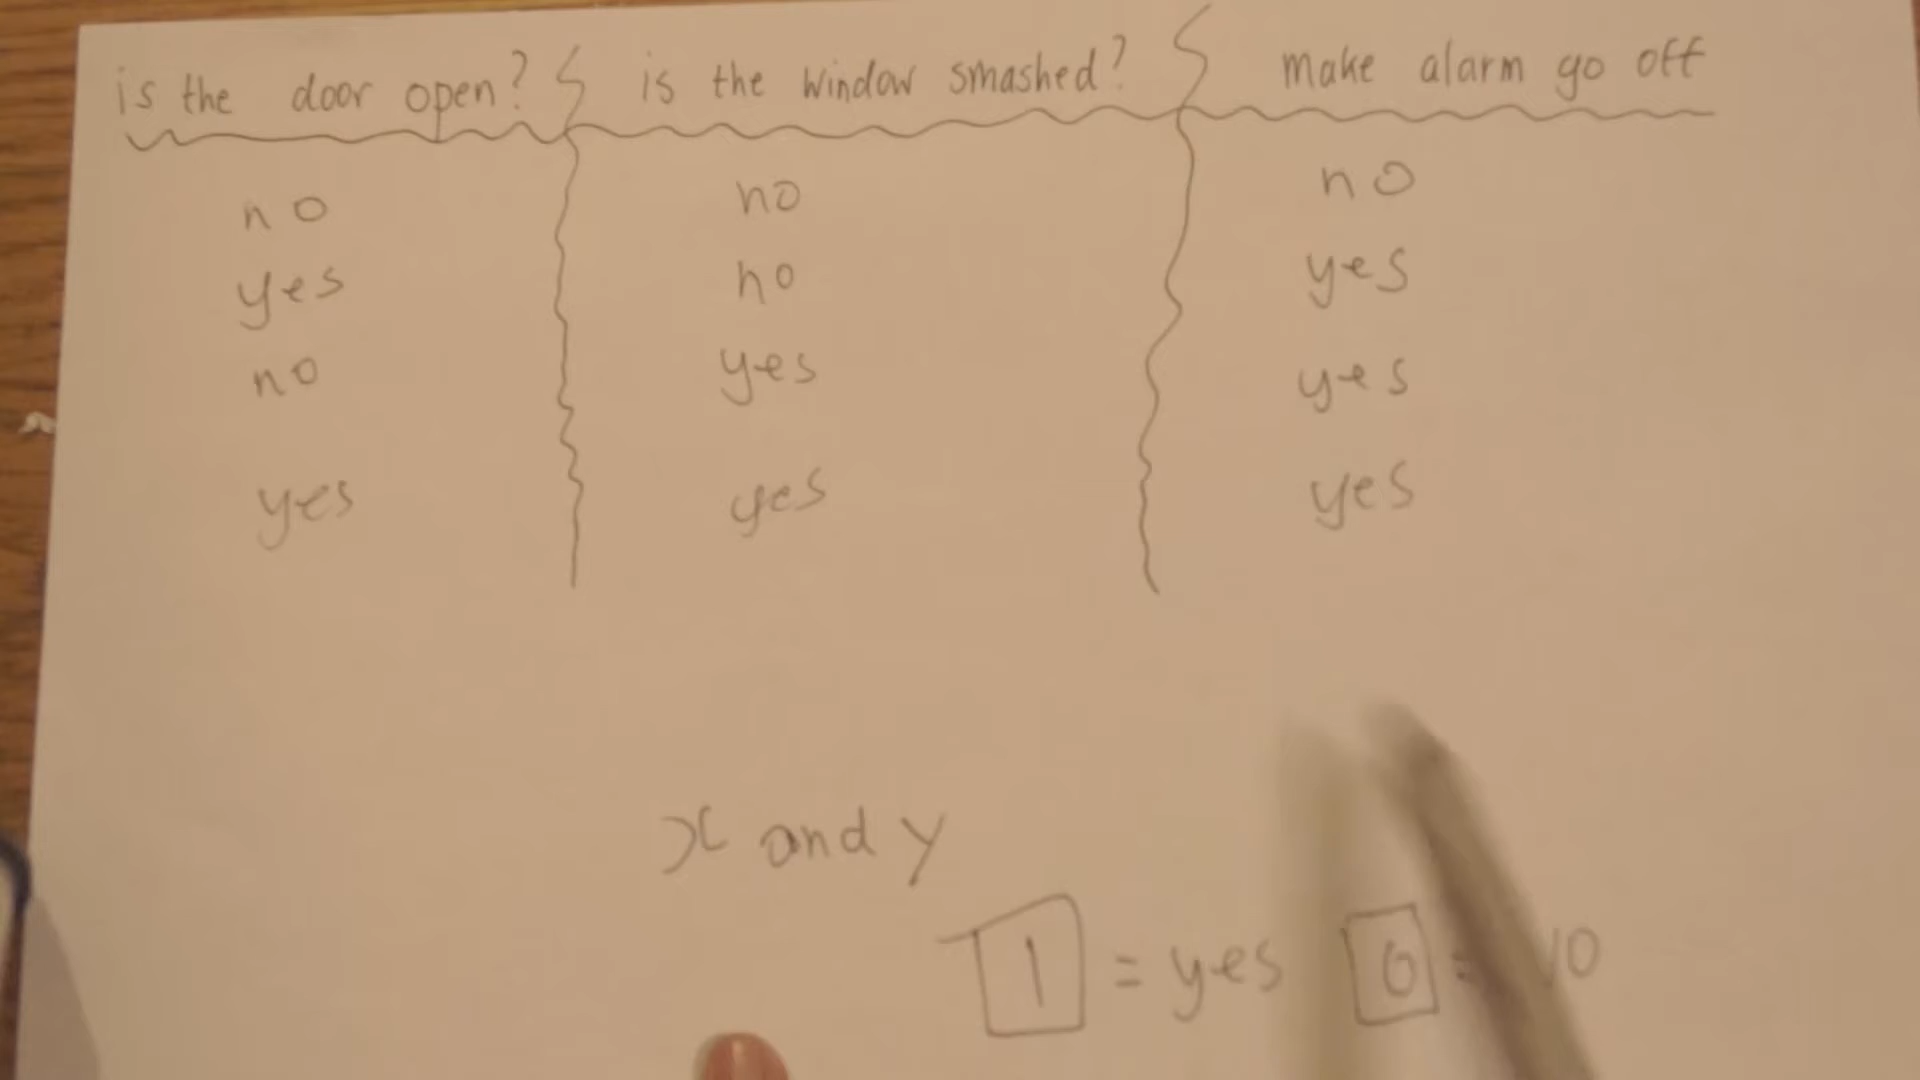 is the door open? is the window smashed? make alarm go off
no no no
yes no yes
no yes yes
yes yes yes
x and y
1 = yes 0 =